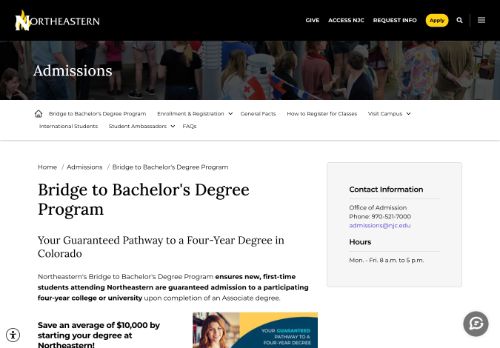 NORTHEASTERN
GIVE ACCESS NJC REQUEST INFO Apply
Admissions
Bridge to Bachelor's Degree Program Enrollment & Registration General Facts How to Register for Classes Visit Campus
International Students Student Ambassadors FAQs
Home / Admissions / Bridge to Bachelor's Degree Program
Bridge to Bachelor's Degree
Program
Your Guaranteed Pathway to a Four-Year Degree in
Colorado
Northeastern's Bridge to Bachelor's Degree Program ensures new, first-time
students attending Northeastern are guaranteed admission to a participating
four-year college or university upon completion of an Associate degree.
Save an average of $10,000 by
starting your degree at
Northeastern!
YOUR GUARANTEED
PATHWAY TO A
FOUR-YEAR DEGREE
Contact Information
Office of Admission
Phone: 970-521-7000
admissions@njc.edu
Hours
Mon. - Fri. 8 a.m. to 5 p.m.